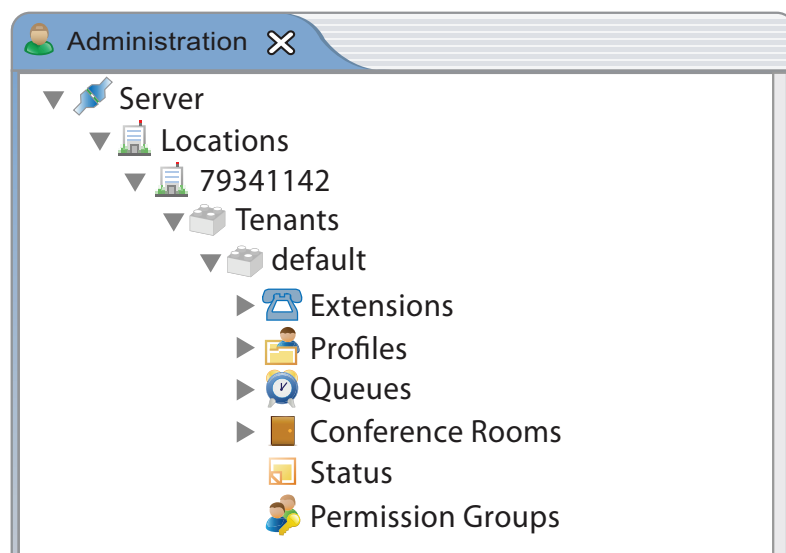 Administration
Server
Locations
79341142
Tenants
default
Extensions
Profiles
Queues
Conference Rooms
Status
Permission Groups